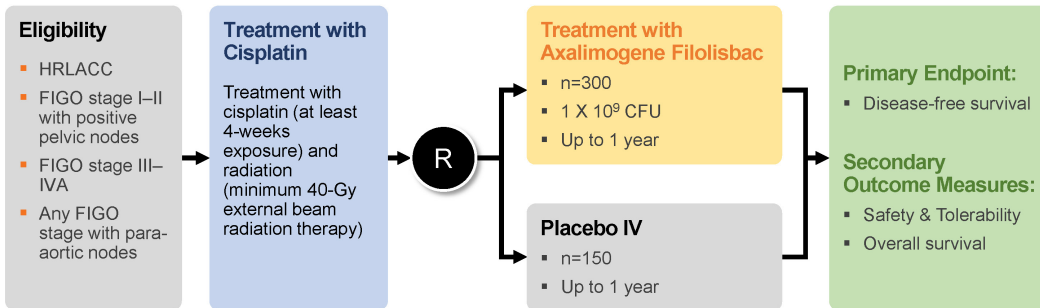 Eligibility
▪ HRLACC
▪ FIGO stage I–II
with positive
pelvic nodes
▪ FIGO stage III–
IVA
▪ Any FIGO
stage with para-
aortic nodes
Treatment with
Cisplatin
Treatment with
cisplatin (at least
4-weeks
exposure) and
radiation
(minimum 40-Gy
external beam
radiation therapy)
R
Treatment with
Axalimogene Filolisbac
▪ n=300
▪ 1 X 10⁹ CFU
▪ Up to 1 year
Placebo IV
▪ n=150
▪ Up to 1 year
Primary Endpoint:
▪ Disease-free survival
Secondary
Outcome Measures:
▪ Safety & Tolerability
▪ Overall survival